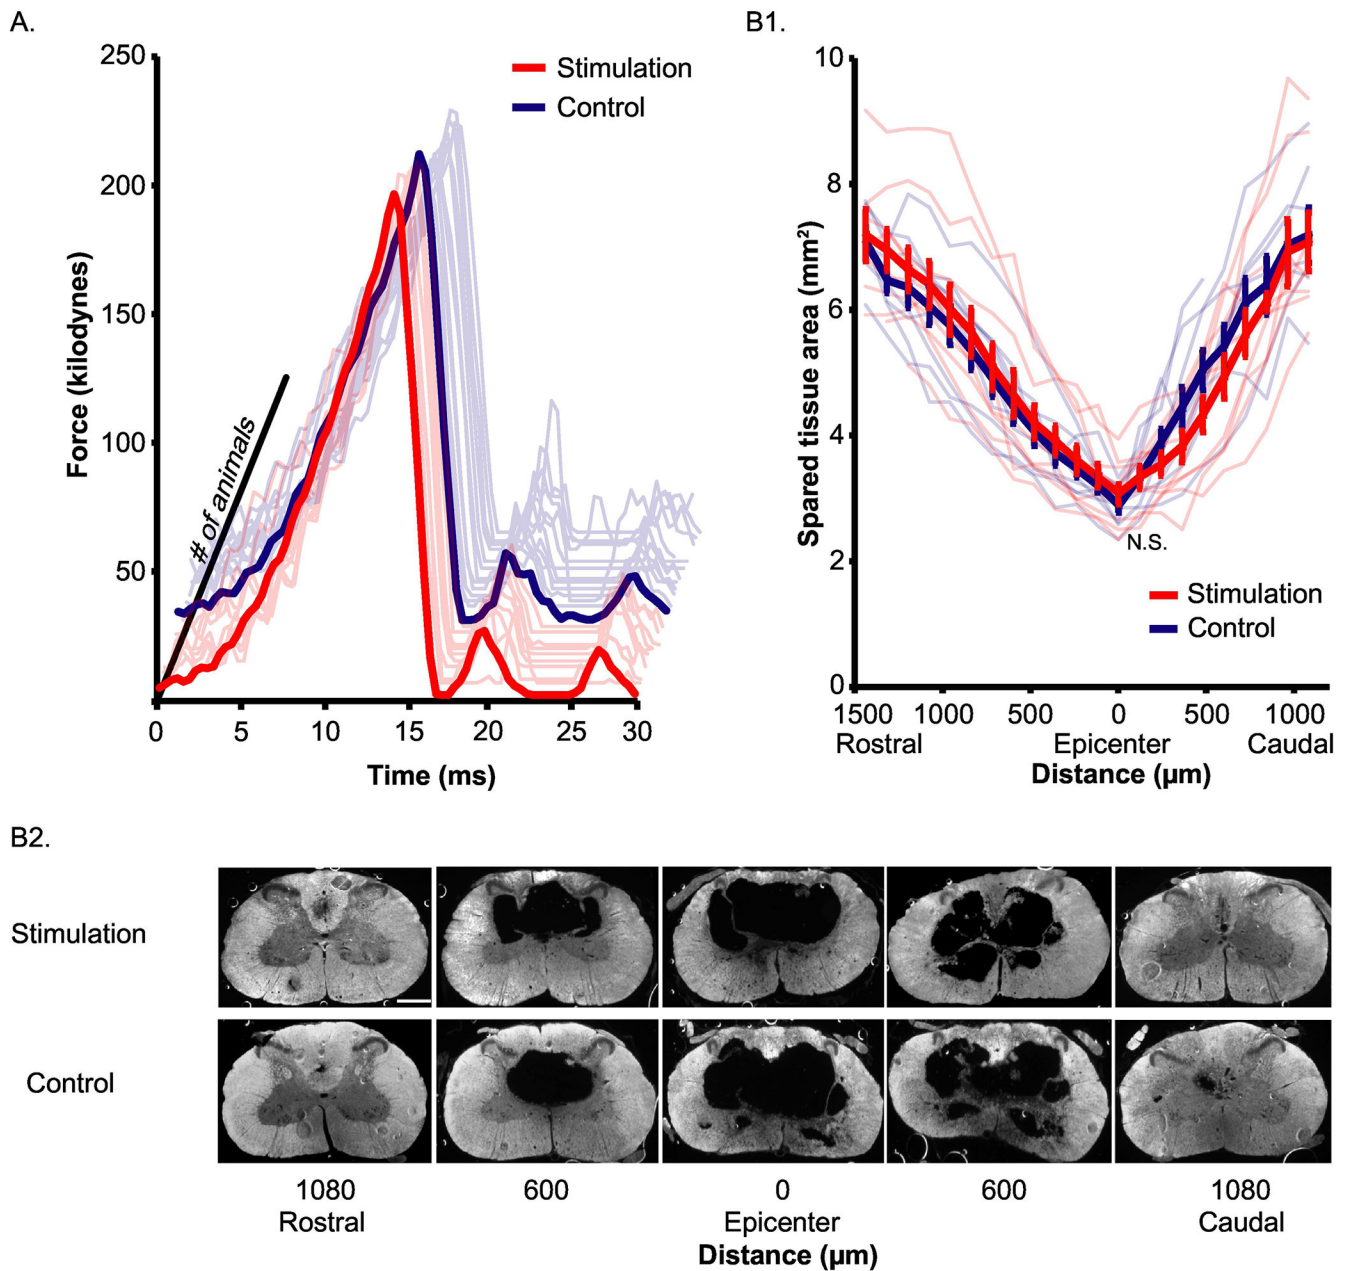 A.
250
200
150
100
50
Force (kilodynes)
# of animals
Stimulation
Control
0 5 10 15 20 25 30
Time (ms)
B1.
10
8
6
4
2
0
Spared tissue area (mm²)
N.S.
Stimulation
Control
1500 1000 500 0 500 1000
Rostral Epicenter Caudal
Distance (µm)
B2.
Stimulation
Control
1080 600 0 600 1080
Rostral Epicenter Caudal
Distance (µm)